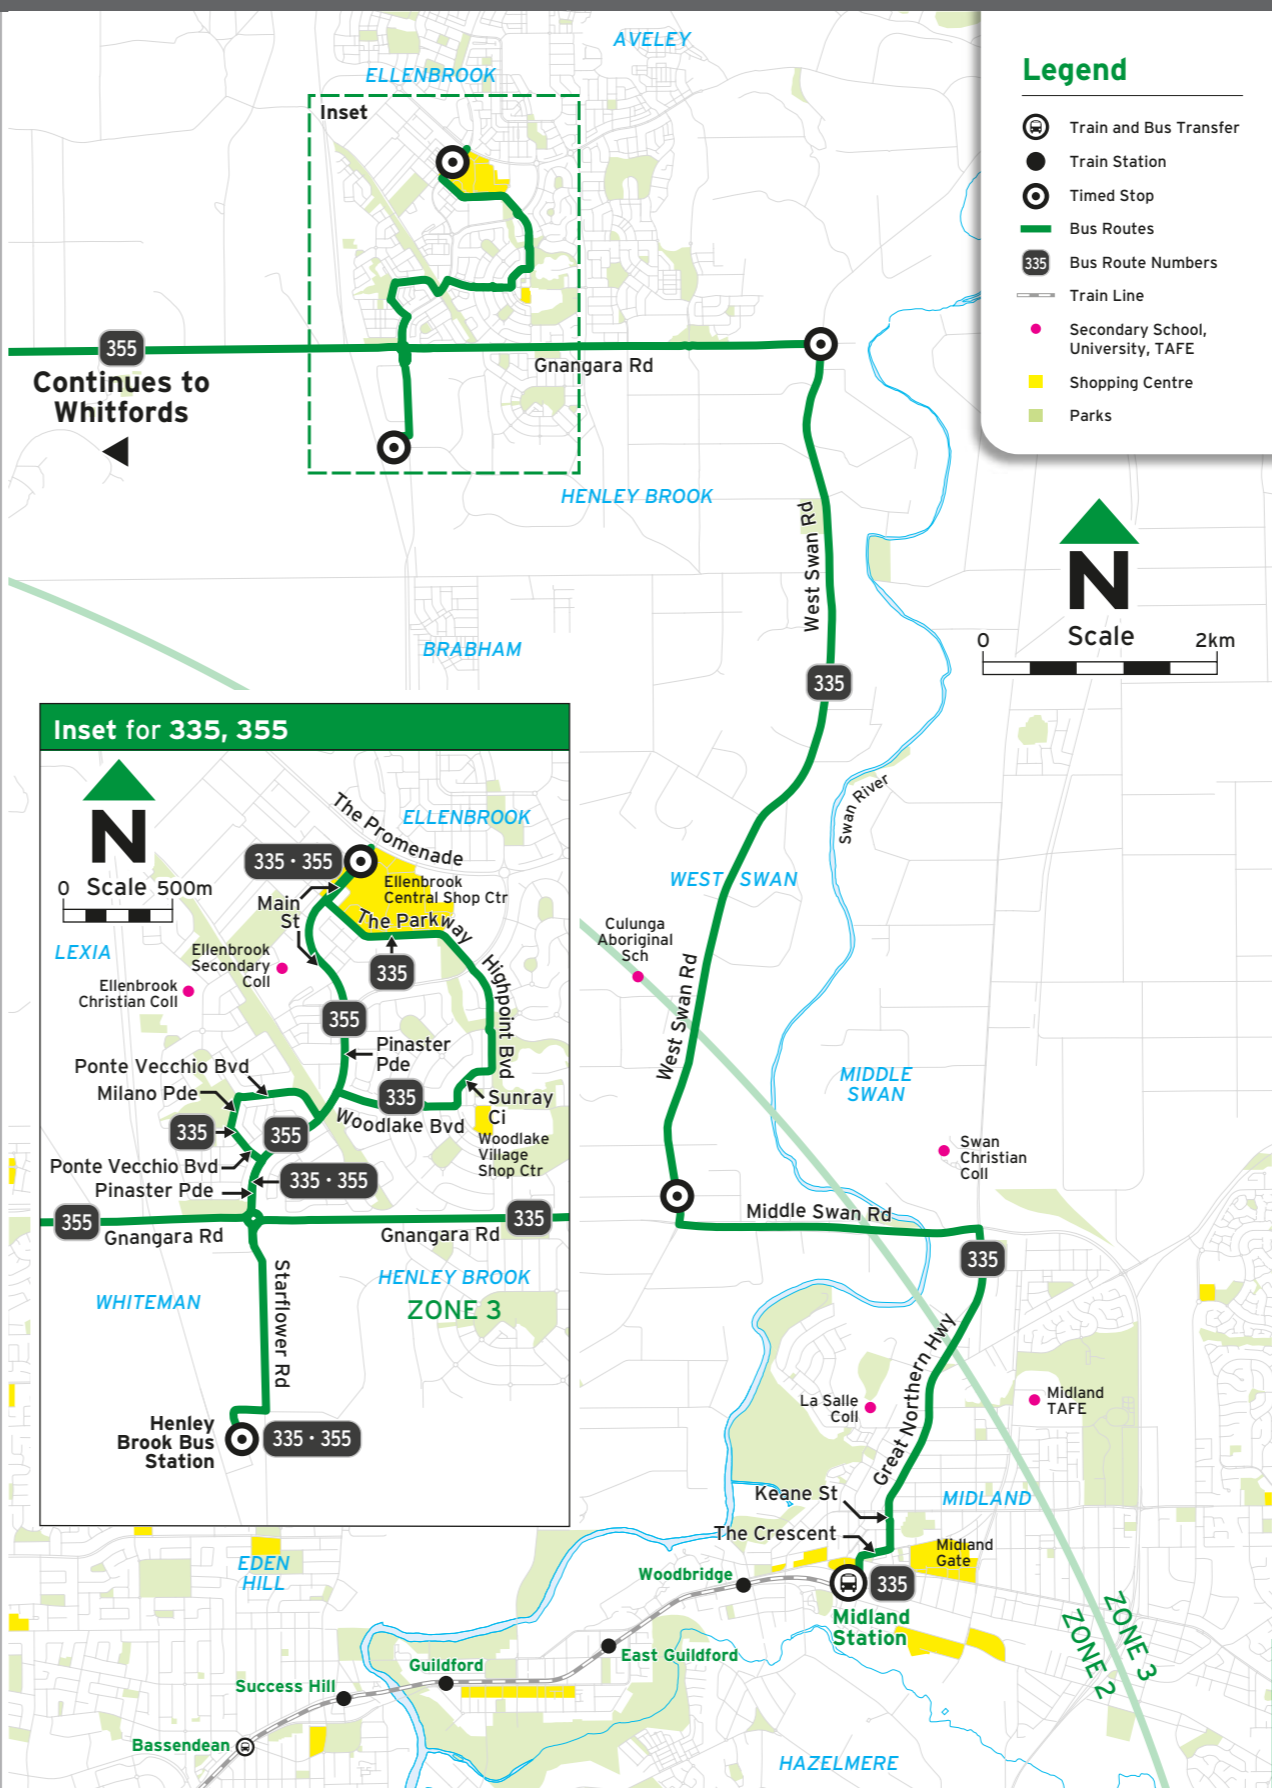 AVELEY
ELLENBROOK
Inset
Legend
Train and Bus Transfer
Train Station
Timed Stop
Bus Routes
335
Bus Route Numbers
Train Line
Secondary School,
University, TAFE
Shopping Centre
Parks
355
Continues to
Whitfords
Gnangara Rd
HENLEY BROOK
West Swan Rd
N
0 Scale 2km
BRABHAM
335
Swan River
WEST SWAN
Culunga
Aboriginal
Sch
West Swan Rd
MIDDLE
SWAN
Swan
Christian
Coll
Middle Swan Rd
335
Great Northern Hwy
La Salle
Coll
Midland
TAFE
Keane St
MIDLAND
The Crescent
Midland
Gate
Woodbridge
335
Midland
Station
ZONE 3
ZONE 2
East Guildford
Guildford
Success Hill
Bassendean
HAZELMERE
EDEN
HILL
Inset for 335, 355
N
0 Scale 500m
ELLENBROOK
The Promenade
335 · 355
Ellenbrook
Central Shop Ctr
Main
St
The Parkway
LEXIA
Ellenbrook
Secondary
Coll
335
Highpoint Bvd
Ellenbrook
Christian Coll
355
Pinaster
Pde
Ponte Vecchio Bvd
Milano Pde
335
Sunray
Ci
335
355
Woodlake Bvd
Woodlake
Village
Shop Ctr
Ponte Vecchio Bvd
335 · 355
Pinaster Pde
355
335
Gnangara Rd
Gnangara Rd
Starflower Rd
HENLEY BROOK
WHITEMAN
ZONE 3
Henley
Brook Bus
Station
335 · 355